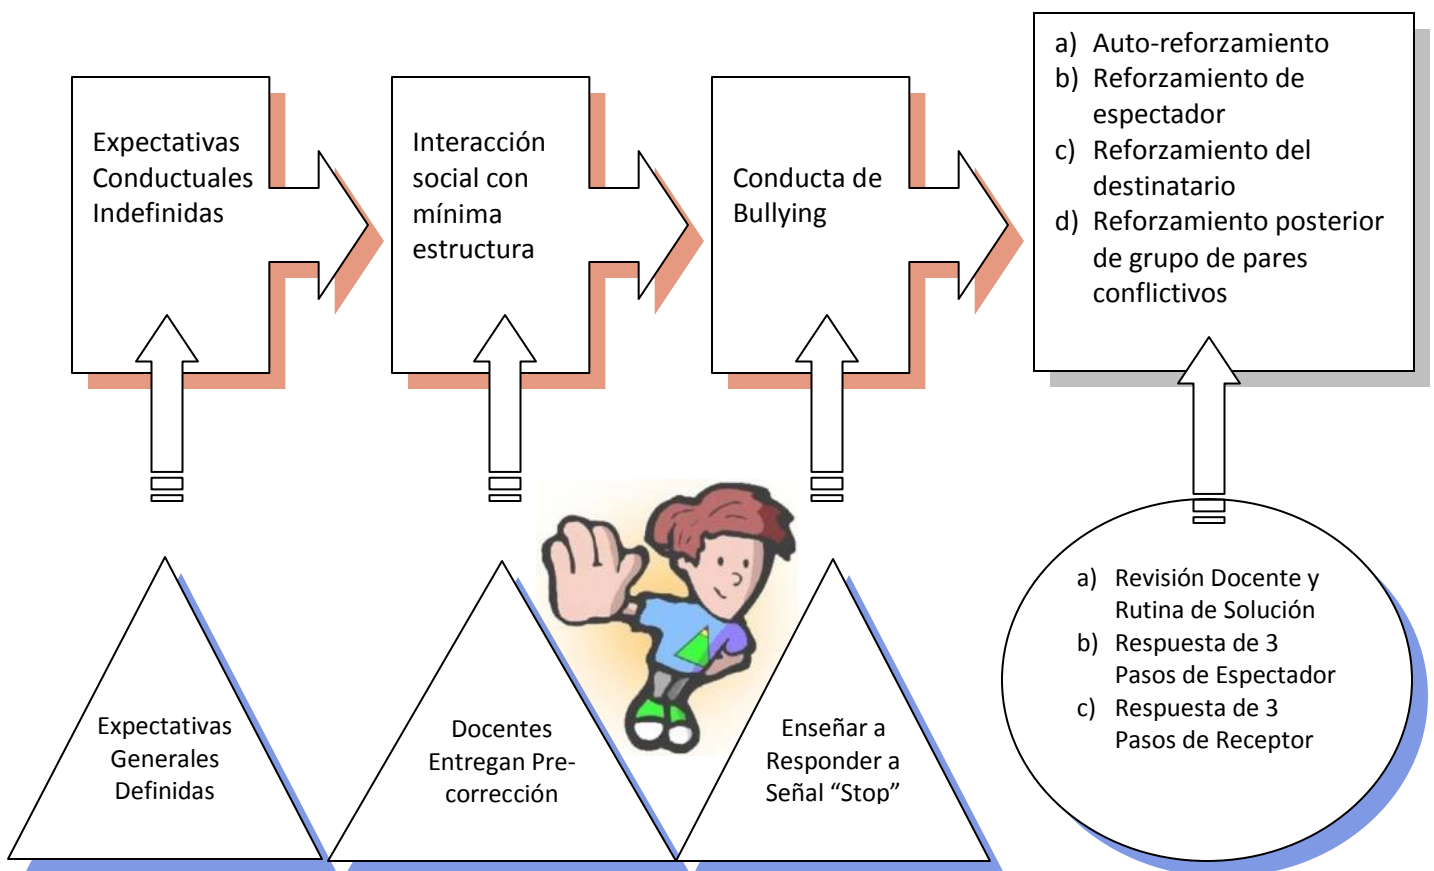 Expectativas
Conductuales
Indefinidas
Interacción
social con
mínima
estructura
Conducta de
Bullying
a) Auto-reforzamiento
b) Reforzamiento de
espectador
c) Reforzamiento del
destinatario
d) Reforzamiento posterior
de grupo de pares
conflictivos
Expectativas
Generales
Definidas
Docentes
Entregan Pre-
corrección
Enseñar a
Responder a
Señal “Stop”
a) Revisión Docente y
Rutina de Solución
b) Respuesta de 3
Pasos de Espectador
c) Respuesta de 3
Pasos de Receptor